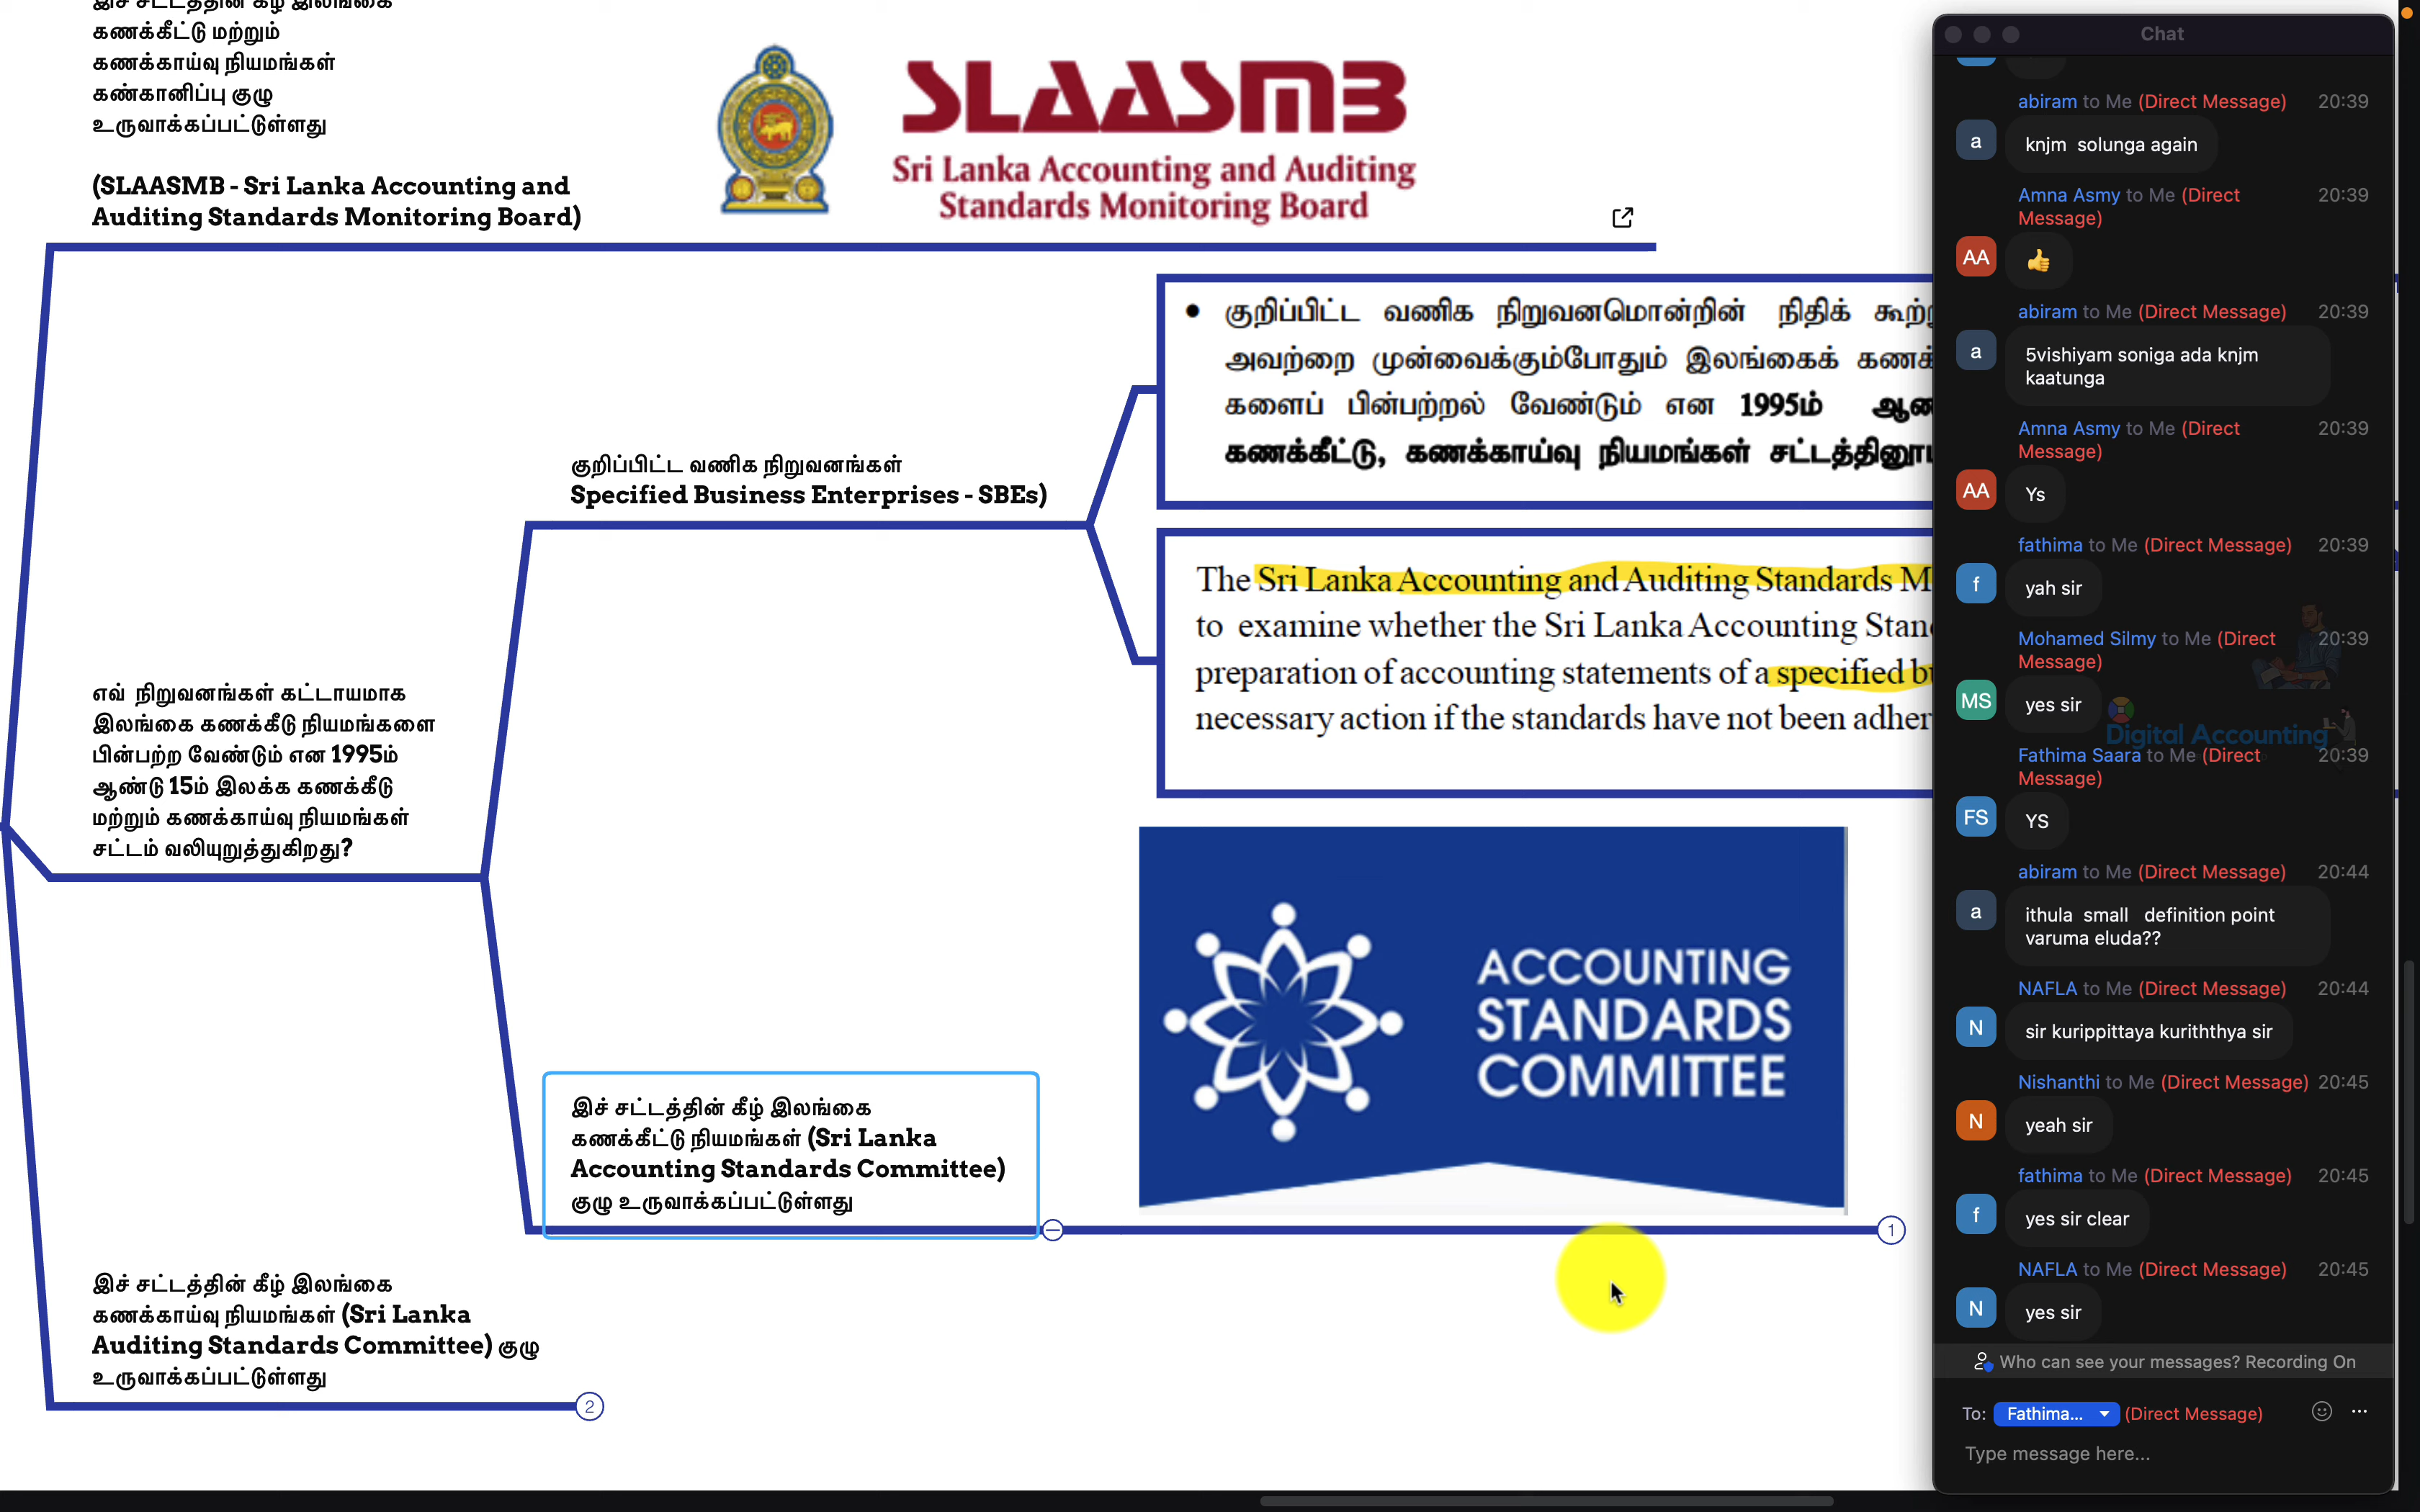 இச் சட்டத்தின் கீழ் இலங்கை
கணக்கீட்டு மற்றும்
கணக்காய்வு நியமங்கள்
கண்கானிப்பு குழு
உருவாக்கப்பட்டுள்ளது
(SLAASMB - Sri Lanka Accounting and
Auditing Standards Monitoring Board)
SLAASMB
Sri Lanka Accounting and Auditing
Standards Monitoring Board
• குறிப்பிட்ட வணிக நிறுவனமொன்றின் நிதிக்
அவற்றை முன்வைக்கும்போதும் இலங்கைக்
களைப் பின்பற்றல் வேண்டும் என 1995ம்
கணக்கீட்டு, கணக்காய்வு நியமங்கள்
குறிப்பிட்ட வணிக நிறுவனங்கள்
Specified Business Enterprises - SBEs)
The Sri Lanka Accounting and Auditing Standards
to examine whether the Sri Lanka Accounting
preparation of accounting statements of a specified
necessary action if the standards have not been
எவ் நிறுவனங்கள் கட்டாயமாக
இலங்கை கணக்கீடு நியமங்களை
பின்பற்ற வேண்டும் என 1995ம்
ஆண்டு 15ம் இலக்க கணக்கீடு
மற்றும் கணக்காய்வு நியமங்கள்
சட்டம் வலியுறுத்துகிறது?
ACCOUNTING
STANDARDS
COMMITTEE
இச் சட்டத்தின் கீழ் இலங்கை
கணக்கீட்டு நியமங்கள் (Sri Lanka
Accounting Standards Committee)
குழு உருவாக்கப்பட்டுள்ளது
1
இச் சட்டத்தின் கீழ் இலங்கை
கணக்காய்வு நியமங்கள் (Sri Lanka
Auditing Standards Committee) குழு
உருவாக்கப்பட்டுள்ளது
2
Chat
abiram to Me (Direct Message) 20:39
a
knjm solunga again
Amna Asmy to Me (Direct 20:39
Message)
AA
👍
abiram to Me (Direct Message) 20:39
a
5vishiyam soniga ada knjm
kaatunga
Amna Asmy to Me (Direct 20:39
Message)
AA
Ys
fathima to Me (Direct Message) 20:39
f
yah sir
Mohamed Silmy to Me (Direct 20:39
Message)
MS
yes sir
Digital Accounting
Fathima Saara to Me (Direct 20:39
Message)
FS
YS
abiram to Me (Direct Message) 20:44
a
ithula small definition point
varuma eluda??
NAFLA to Me (Direct Message) 20:44
N
sir kurippittaya kuriththya sir
Nishanthi to Me (Direct Message) 20:45
N
yeah sir
fathima to Me (Direct Message) 20:45
f
yes sir clear
NAFLA to Me (Direct Message) 20:45
N
yes sir
Who can see your messages? Recording On
To: Fathima... (Direct Message)
Type message here...